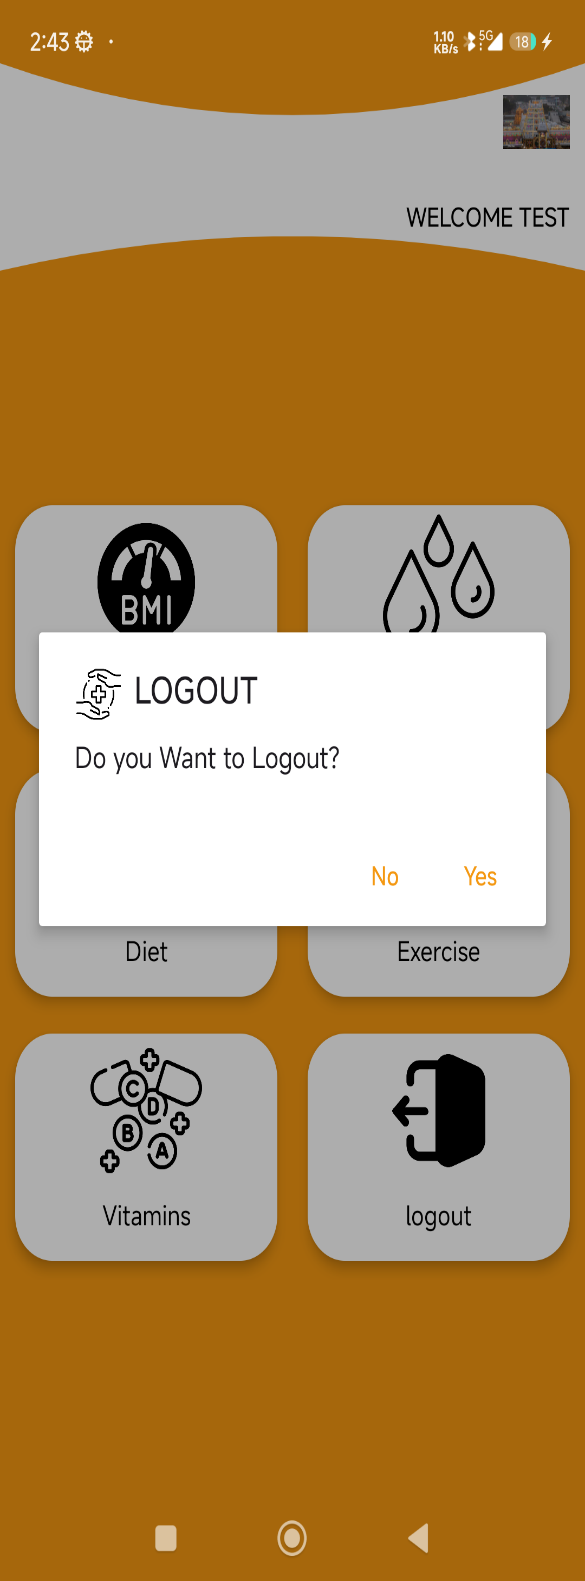 2:43
1.10
KB/s
5G
18
WELCOME TEST
BMI
LOGOUT
Do you Want to Logout?
No
Yes
Diet
Exercise
C
D
B
A
Vitamins
logout